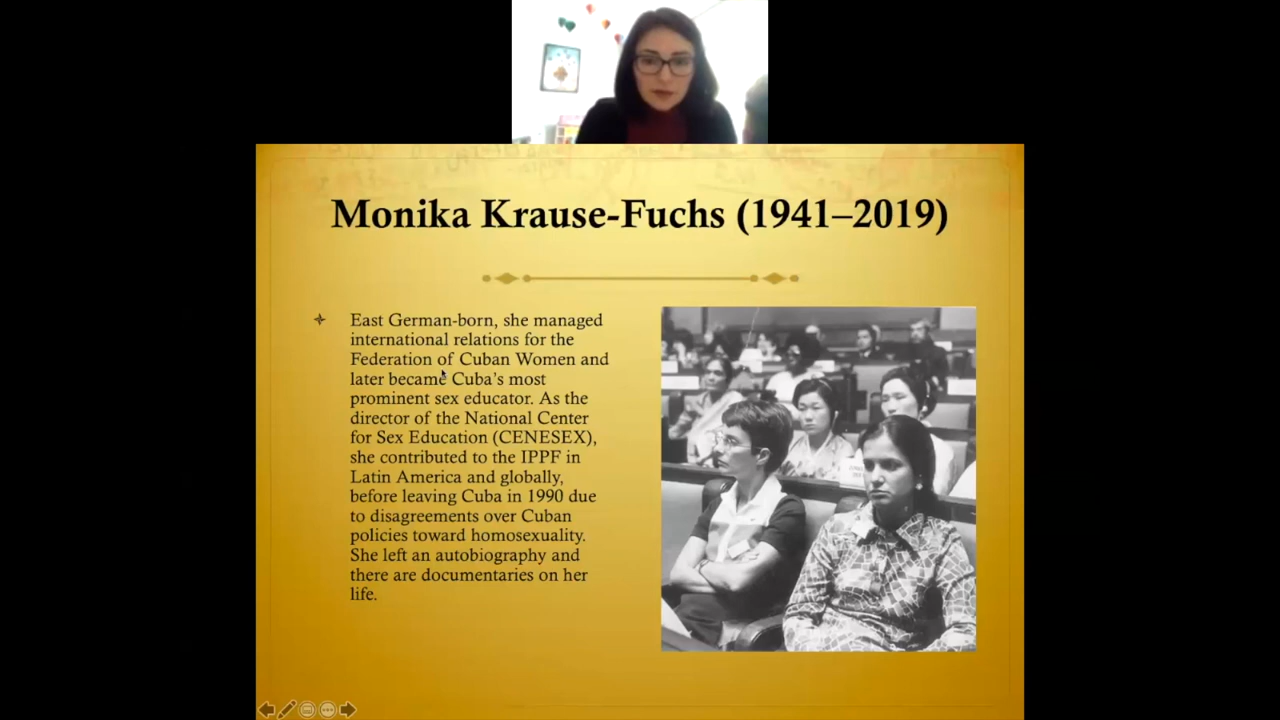 Monika Krause-Fuchs (1941–2019)
East German-born, she managed
international relations for the
Federation of Cuban Women and
later became Cuba's most
prominent sex educator. As the
director of the National Center
for Sex Education (CENESEX),
she contributed to the IPPF in
Latin America and globally,
before leaving Cuba in 1990 due
to disagreements over Cuban
policies toward homosexuality.
She left an autobiography and
there are documentaries on her
life.